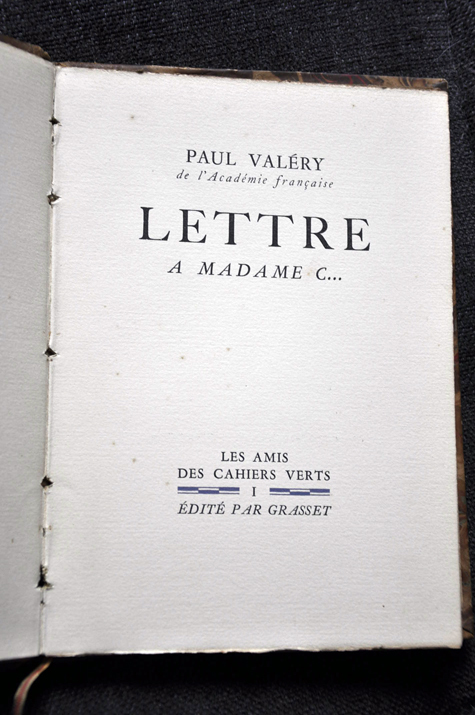 PAUL VALÉRY
de l'Académie française
LETTRE
A MADAME C...
LES AMIS
DES CAHIERS VERTS
I
ÉDITÉ PAR GRASSET